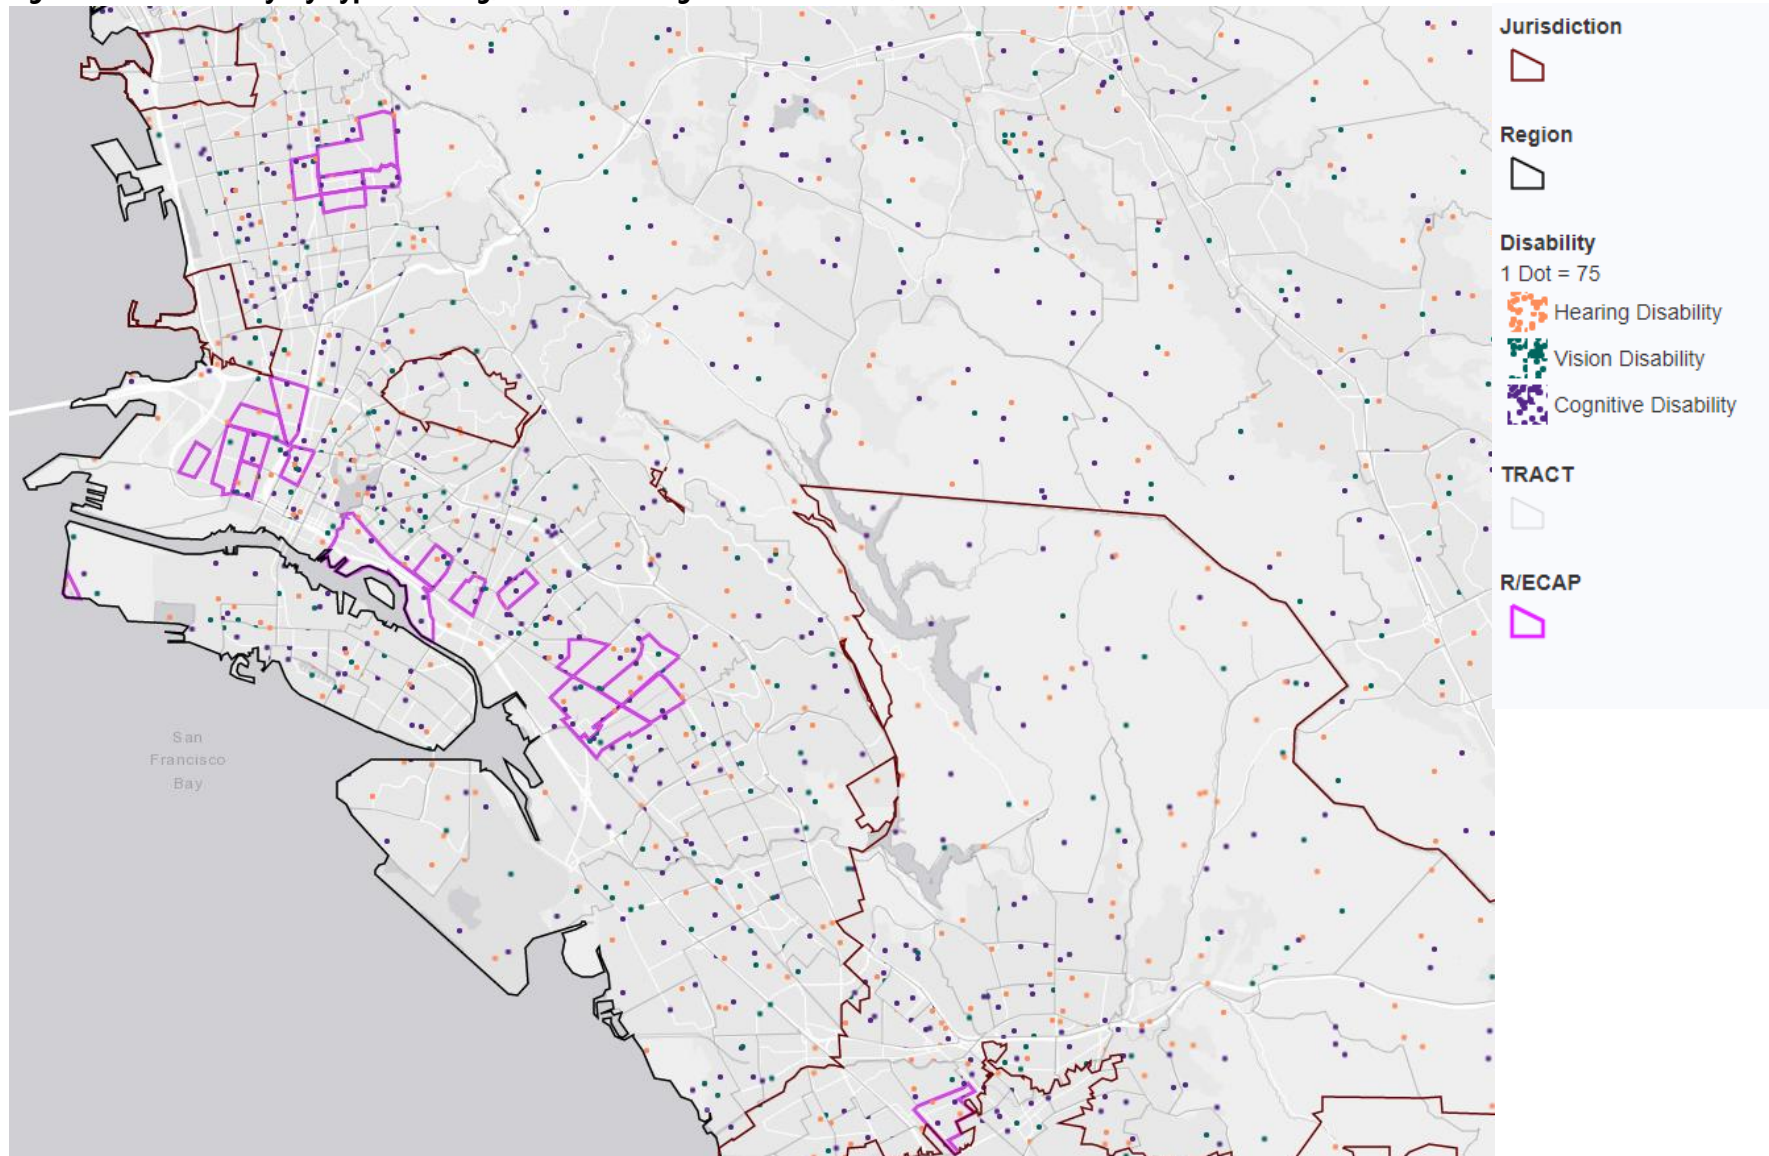 Jurisdiction
Region
Disability
1 Dot = 75
Hearing Disability
Vision Disability
Cognitive Disability
TRACT
R/ECAP
San
Francisco
Bay